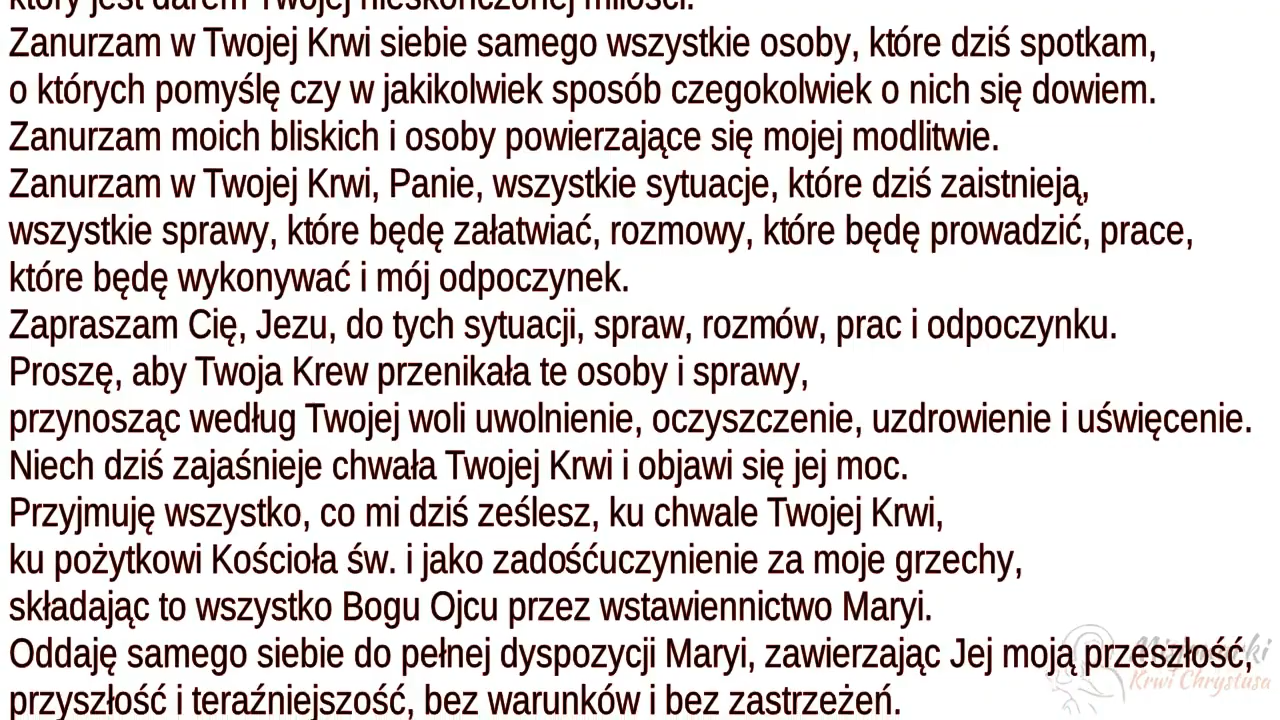 który jest darem Twojej nieskończonej miłości.
Zanurzam w Twojej Krwi siebie samego wszystkie osoby, które dziś spotkam,
o których pomyślę czy w jakikolwiek sposób czegokolwiek o nich się dowiem.
Zanurzam moich bliskich i osoby powierzające się mojej modlitwie.
Zanurzam w Twojej Krwi, Panie, wszystkie sytuacje, które dziś zaistnieją,
wszystkie sprawy, które będę załatwiać, rozmowy, które będę prowadzić, prace,
które będę wykonywać i mój odpoczynek.
Zapraszam Cię, Jezu, do tych sytuacji, spraw, rozmów, prac i odpoczynku.
Proszę, aby Twoja Krew przenikała te osoby i sprawy,
przynosząc według Twojej woli uwolnienie, oczyszczenie, uzdrowienie i uświęcenie.
Niech dziś zajaśnieje chwała Twojej Krwi i objawi się jej moc.
Przyjmuję wszystko, co mi dziś ześlesz, ku chwale Twojej Krwi,
ku pożytkowi Kościoła św. i jako zadośćuczynienie za moje grzechy,
składając to wszystko Bogu Ojcu przez wstawiennictwo Maryi.
Oddaję samego siebie do pełnej dyspozycji Maryi, zawierzając Jej moją przeszłość,
przyszłość i teraźniejszość, bez warunków i bez zastrzeżeń.
Krwi Chrystusa